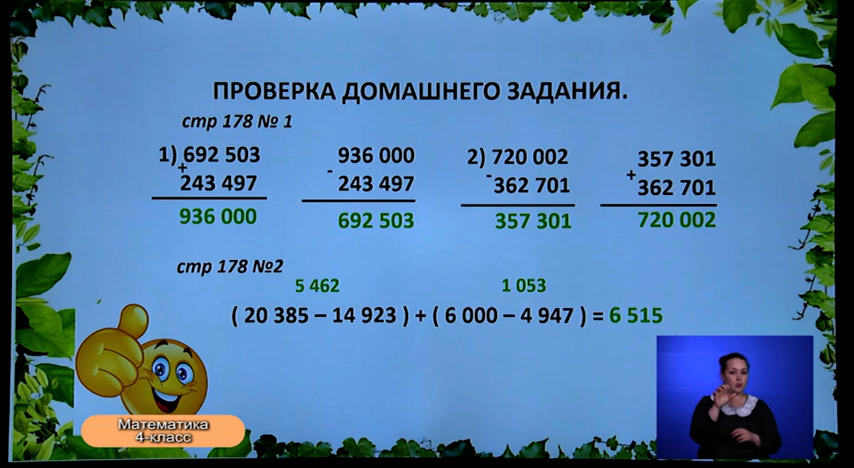 ПРОВЕРКА ДОМАШНЕГО ЗАДАНИЯ.
стр 178 № 1
1) 692 503 936 000 2) 720 002 357 301
+ - - +
243 497 243 497 362 701 362 701
936 000 692 503 357 301 720 002
стр 178 №2
5 462 1 053
( 20 385 – 14 923 ) + ( 6 000 – 4 947 ) = 6 515
Математика
4-класс